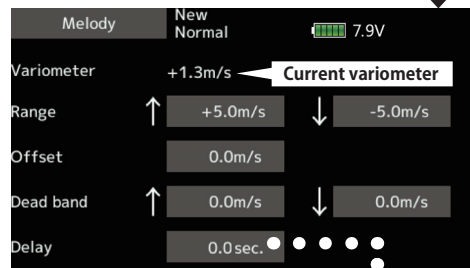 Melody
New
Normal
7.9V
Variometer +1.3m/s Current variometer
Range ↑ +5.0m/s ↓ -5.0m/s
Offset 0.0m/s
Dead band ↑ 0.0m/s ↓ 0.0m/s
Delay 0.0sec.